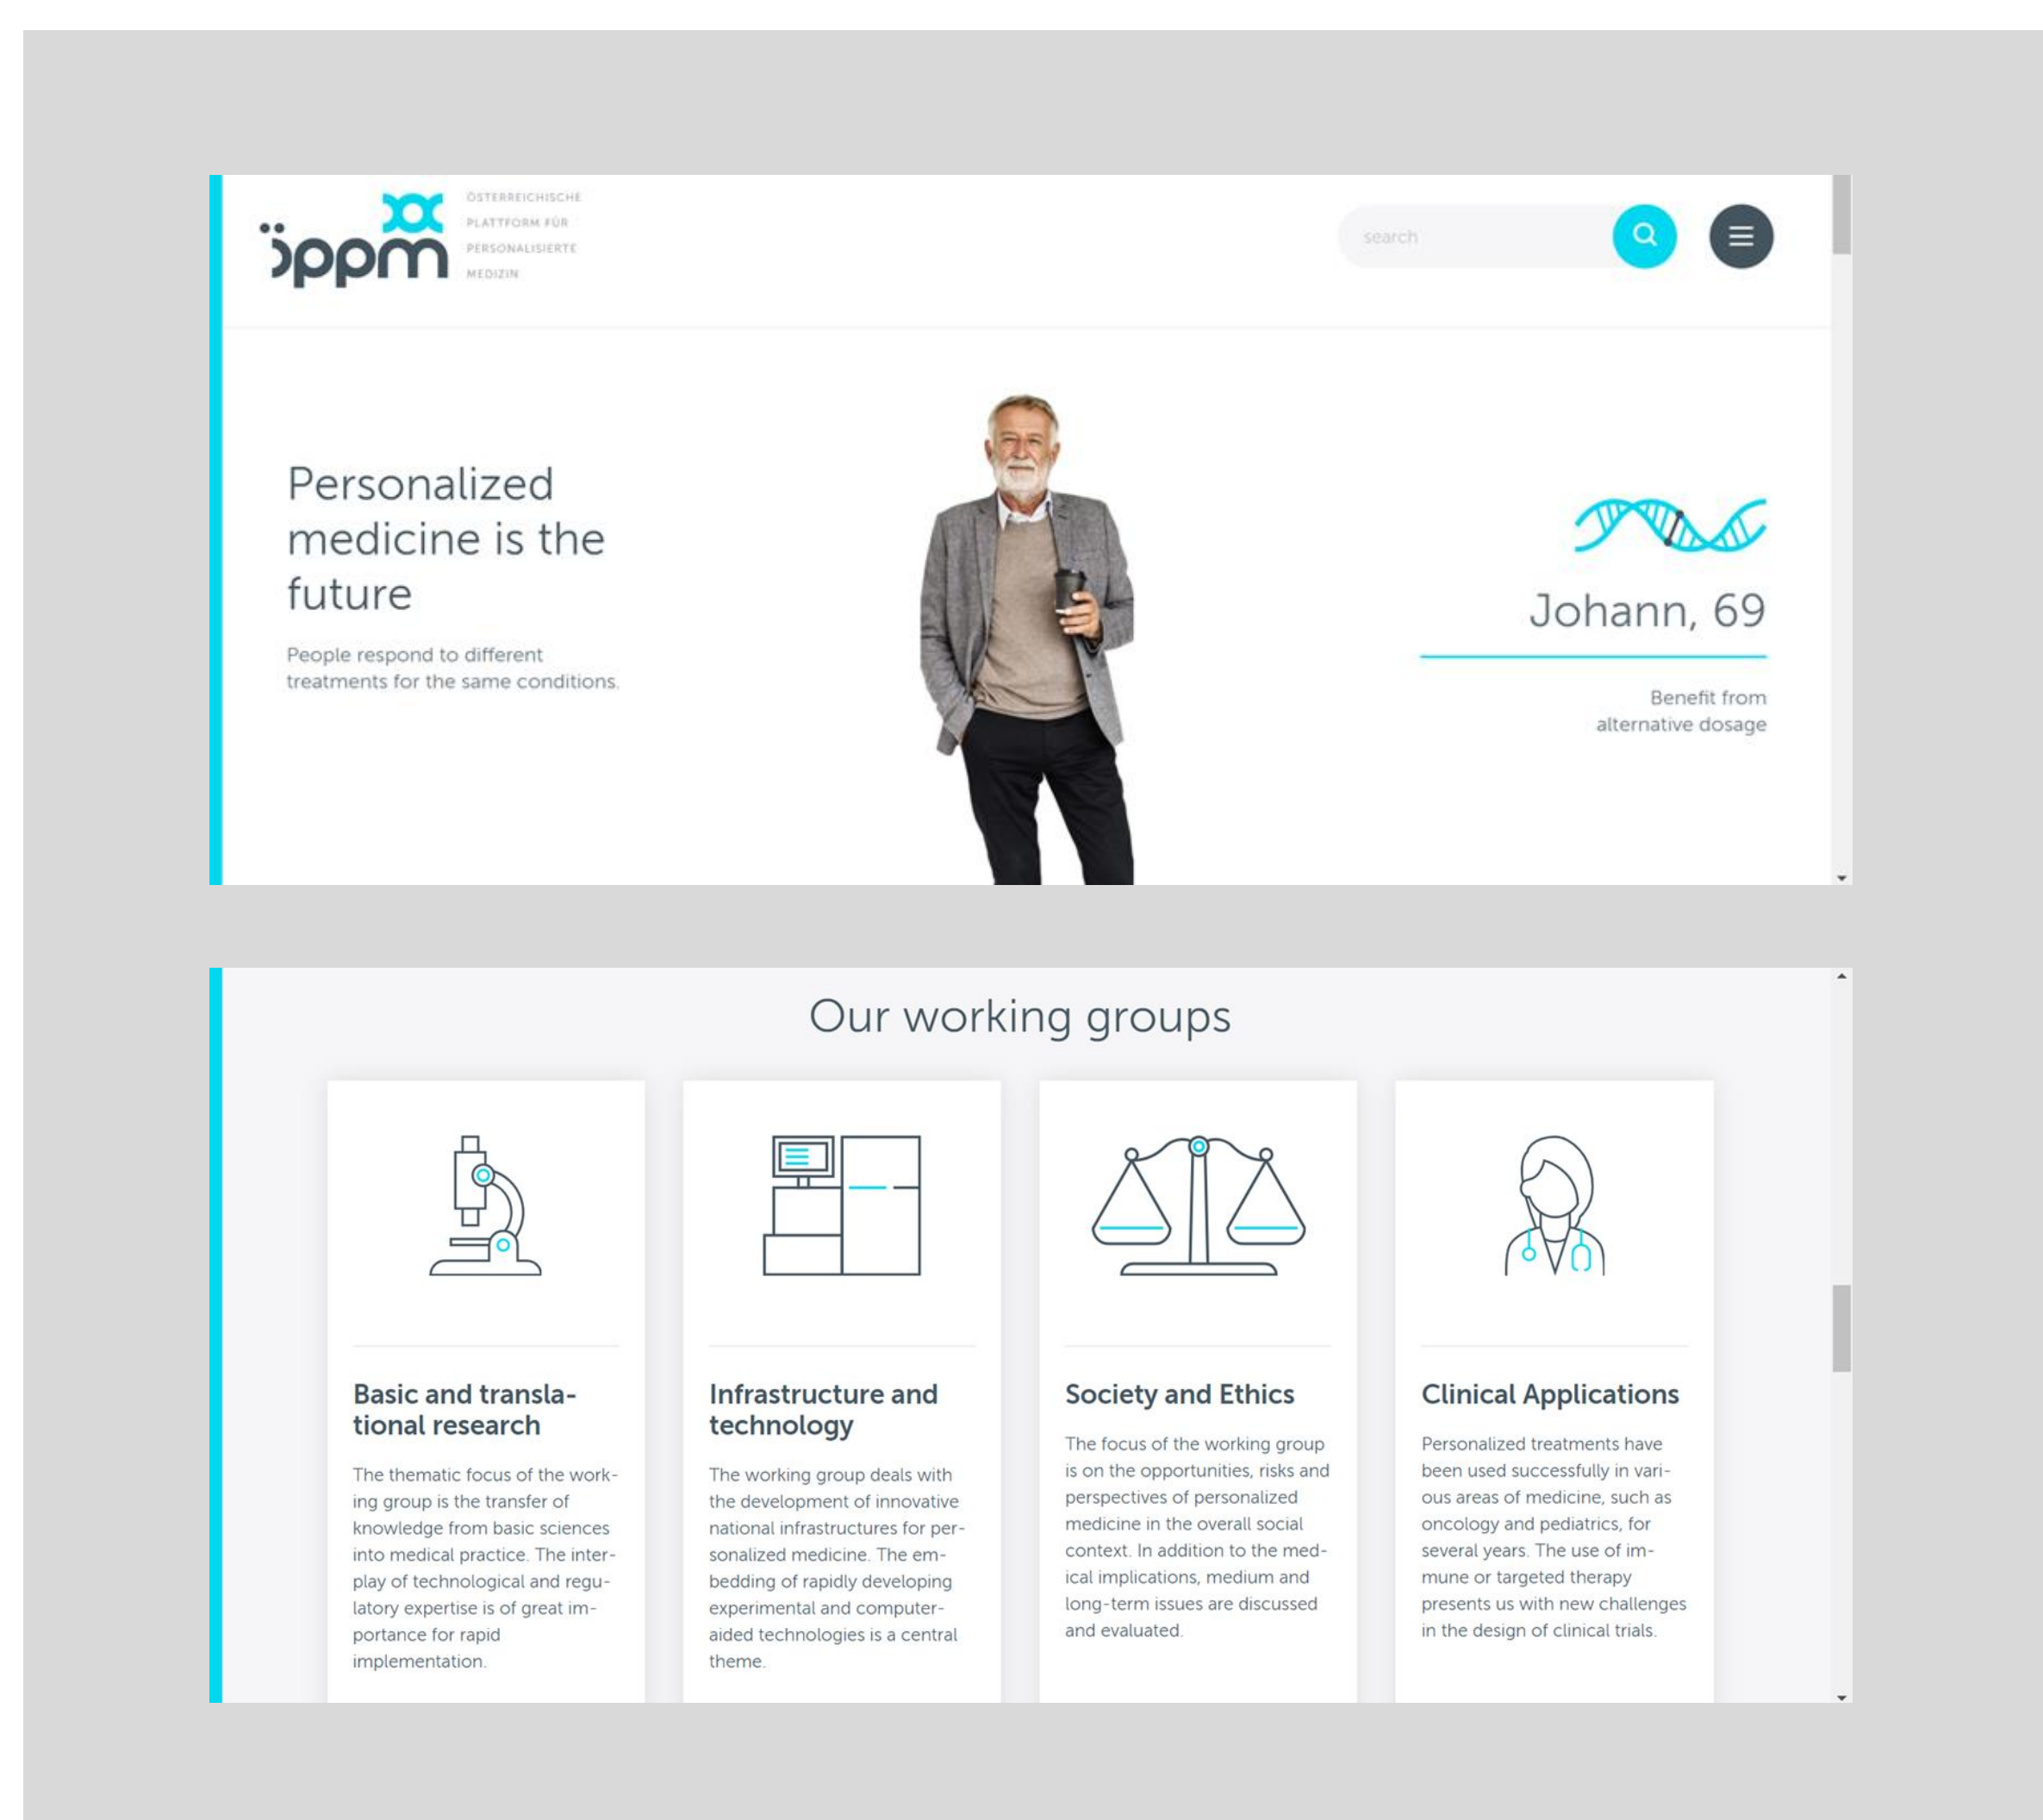 öppm
ÖSTERREICHISCHE
PLATTFORM FÜR
PERSONALISIERTE
MEDIZIN
search
Personalized
medicine is the
future
People respond to different
treatments for the same conditions.
Johann, 69
Benefit from
alternative dosage
Our working groups
Basic and transla-
tional research
The thematic focus of the work-
ing group is the transfer of
knowledge from basic sciences
into medical practice. The inter-
play of technological and regu-
latory expertise is of great im-
portance for rapid
implementation.
Infrastructure and
technology
The working group deals with
the development of innovative
national infrastructures for per-
sonalized medicine. The em-
bedding of rapidly developing
experimental and computer-
aided technologies is a central
theme.
Society and Ethics
The focus of the working group
is on the opportunities, risks and
perspectives of personalized
medicine in the overall social
context. In addition to the med-
ical implications, medium and
long-term issues are discussed
and evaluated.
Clinical Applications
Personalized treatments have
been used successfully in vari-
ous areas of medicine, such as
oncology and pediatrics, for
several years. The use of im-
mune or targeted therapy
presents us with new challenges
in the design of clinical trials.